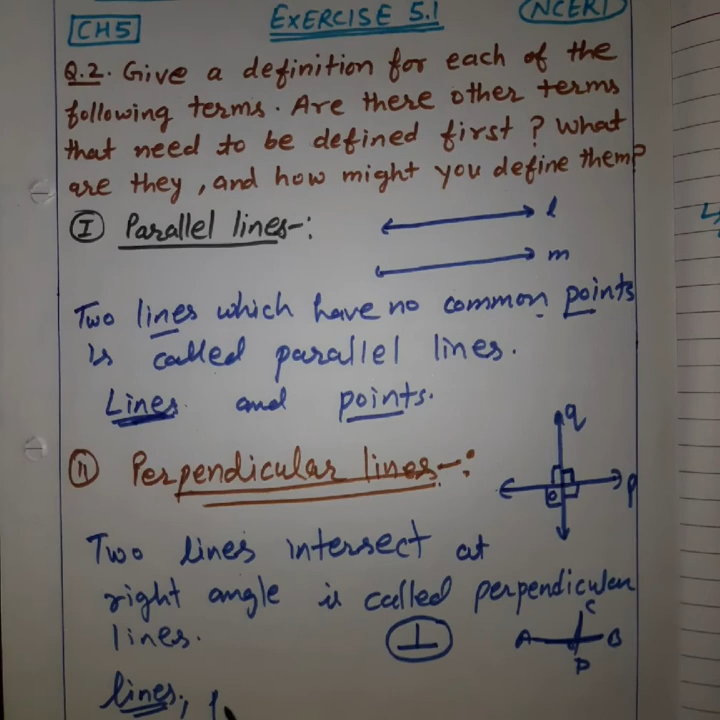 CH5 EXERCISE 5.1 NCERT
Q.2. Give a definition for each of the
following terms. Are there other terms
that need to be defined first? What
are they, and how might you define them?
I Parallel lines-:
l
m
Two lines which have no common points
is called parallel lines.
Lines and points.
II Perpendicular lines-:
q
p
Two lines intersect at
right angle is called perpendicular
lines. ⊥
C
A B
D
lines,